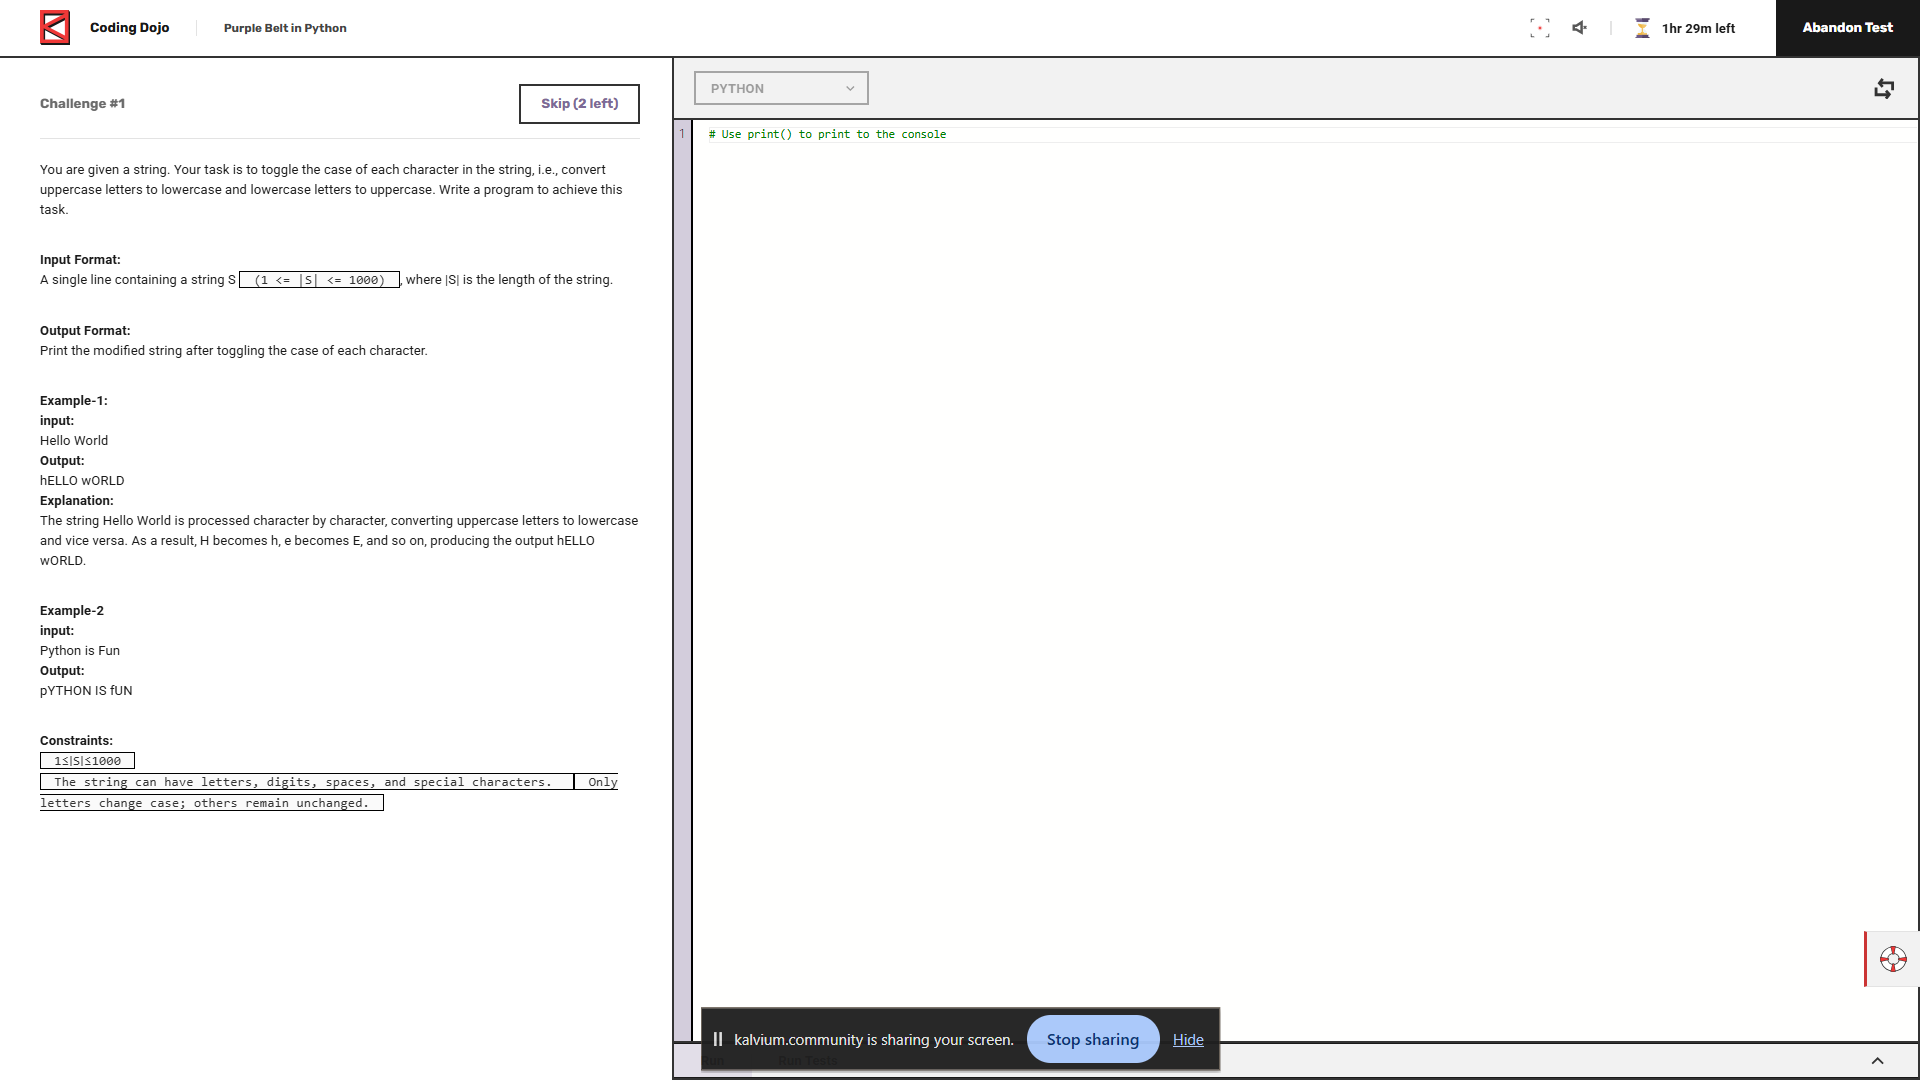 Coding Dojo
Purple Belt in Python
1hr 29m left
Abandon Test
Challenge #1
Skip (2 left)
You are given a string. Your task is to toggle the case of each character in the string, i.e., convert
uppercase letters to lowercase and lowercase letters to uppercase. Write a program to achieve this
task.
Input Format:
A single line containing a string S (1 <= |S| <= 1000) , where |S| is the length of the string.
Output Format:
Print the modified string after toggling the case of each character.
Example-1:
input:
Hello World
Output:
hELLO wORLD
Explanation:
The string Hello World is processed character by character, converting uppercase letters to lowercase
and vice versa. As a result, H becomes h, e becomes E, and so on, producing the output hELLO
wORLD.
Example-2
input:
Python is Fun
Output:
pYTHON IS fUN
Constraints:
1≤|S|≤1000
The string can have letters, digits, spaces, and special characters. Only
letters change case; others remain unchanged.
PYTHON
1 # Use print() to print to the console
kalvium.community is sharing your screen. Stop sharing Hide
Run Run Tests